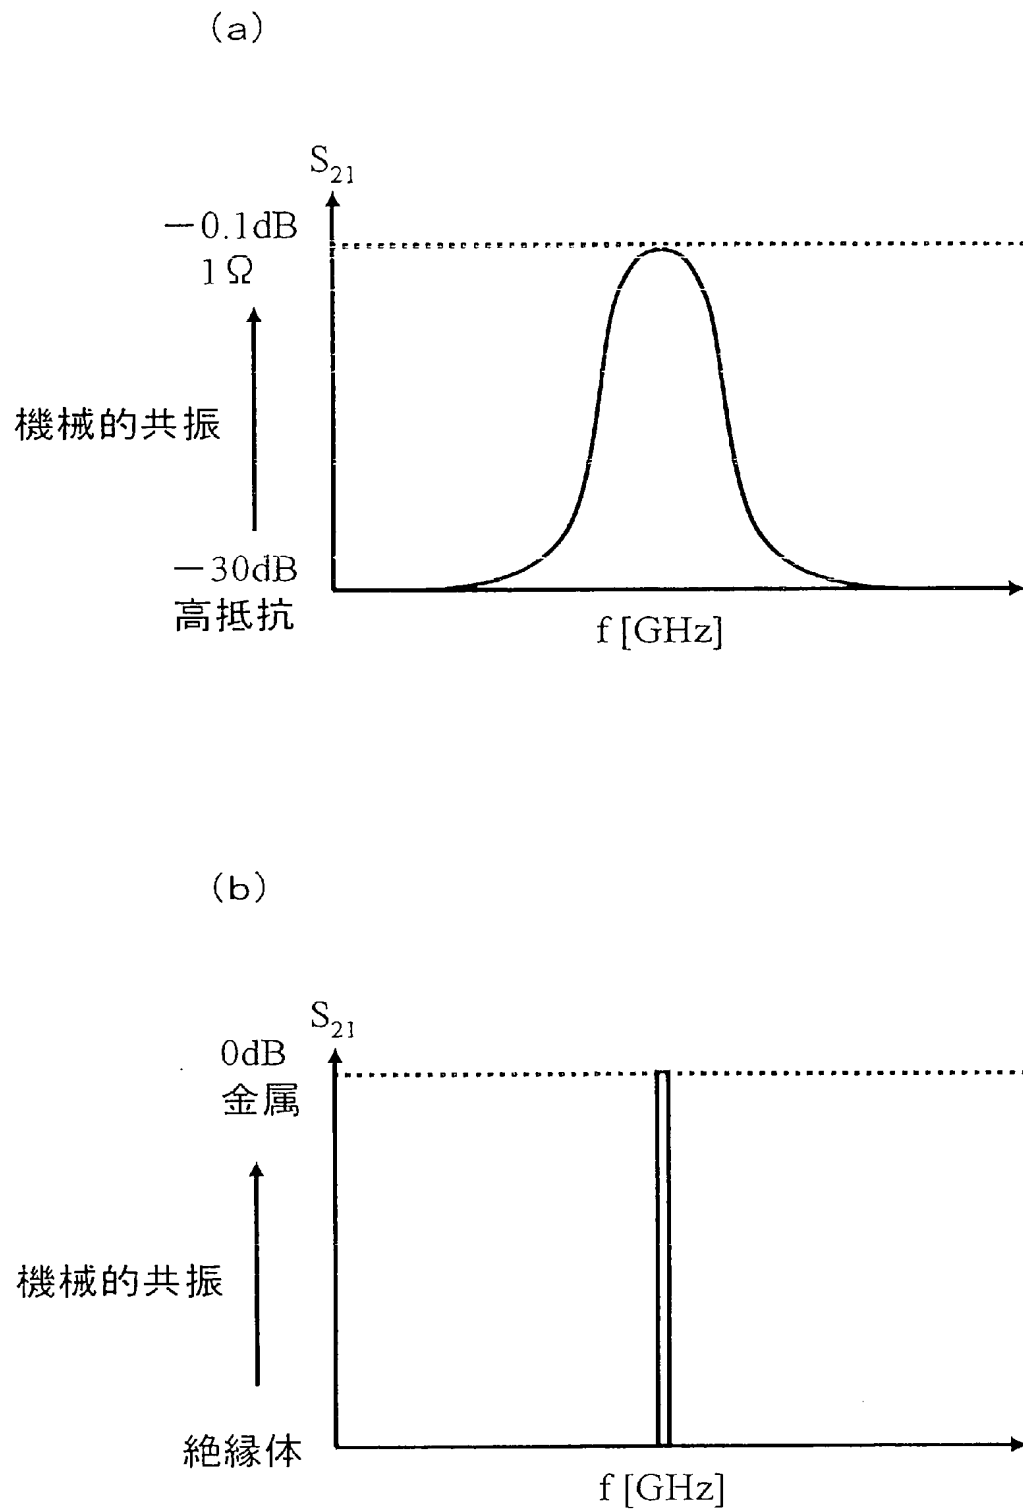 (a)
S21
－0.1dB
1Ω
機械的共振
－30dB
高抵抗
f [GHz]
(b)
S21
0dB
金属
機械的共振
絶縁体
f [GHz]